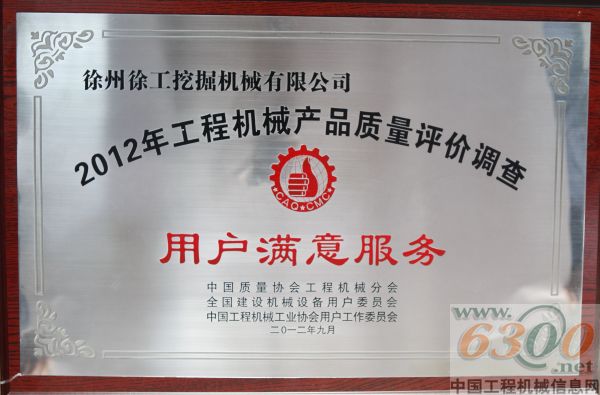 徐州徐工挖掘机械有限公司
2012年工程机械产品质量评价调查
CAQ★CMC
用户满意服务
中国质量协会工程机械分会
全国建设机械设备用户委员会
中国工程机械工业协会用户工作委员会
二〇一二年九月
6300
.net
中国工程机械信息网